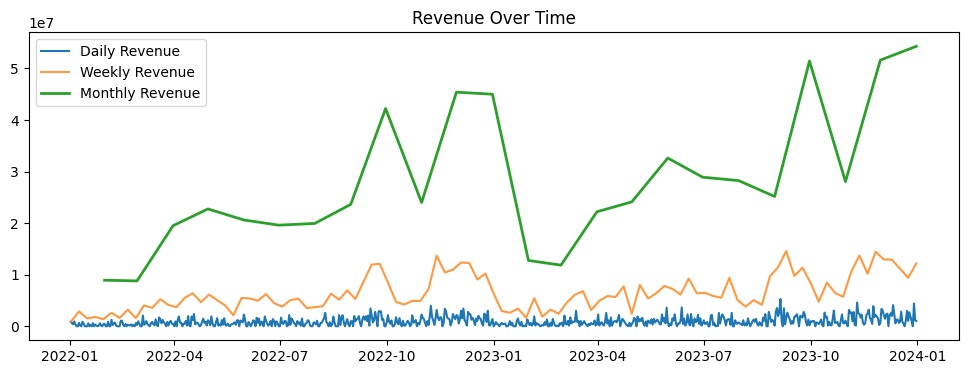 Revenue Over Time
1e7
Daily Revenue
Weekly Revenue
Monthly Revenue
5
4
3
2
1
0
2022-01 2022-04 2022-07 2022-10 2023-01 2023-04 2023-07 2023-10 2024-01